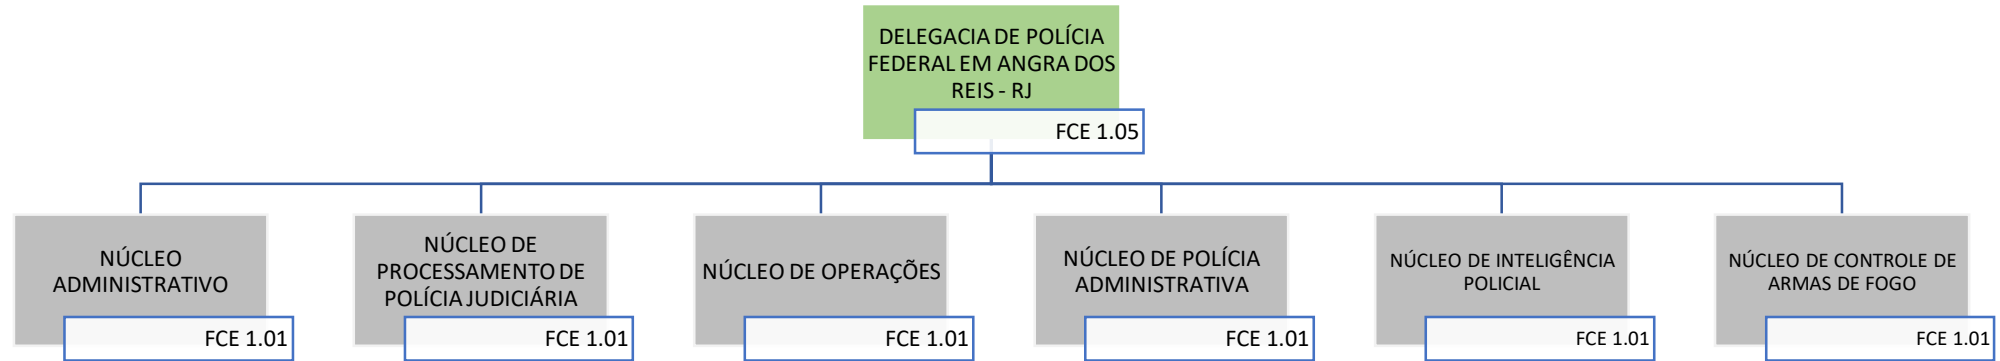 DELEGACIA DE POLÍCIA
FEDERAL EM ANGRA DOS
REIS - RJ
FCE 1.05
NÚCLEO
ADMINISTRATIVO
FCE 1.01
NÚCLEO DE
PROCESSAMENTO DE
POLÍCIA JUDICIÁRIA
FCE 1.01
NÚCLEO DE OPERAÇÕES
FCE 1.01
NÚCLEO DE POLÍCIA
ADMINISTRATIVA
FCE 1.01
NÚCLEO DE INTELIGÊNCIA
POLICIAL
FCE 1.01
NÚCLEO DE CONTROLE DE
ARMAS DE FOGO
FCE 1.01